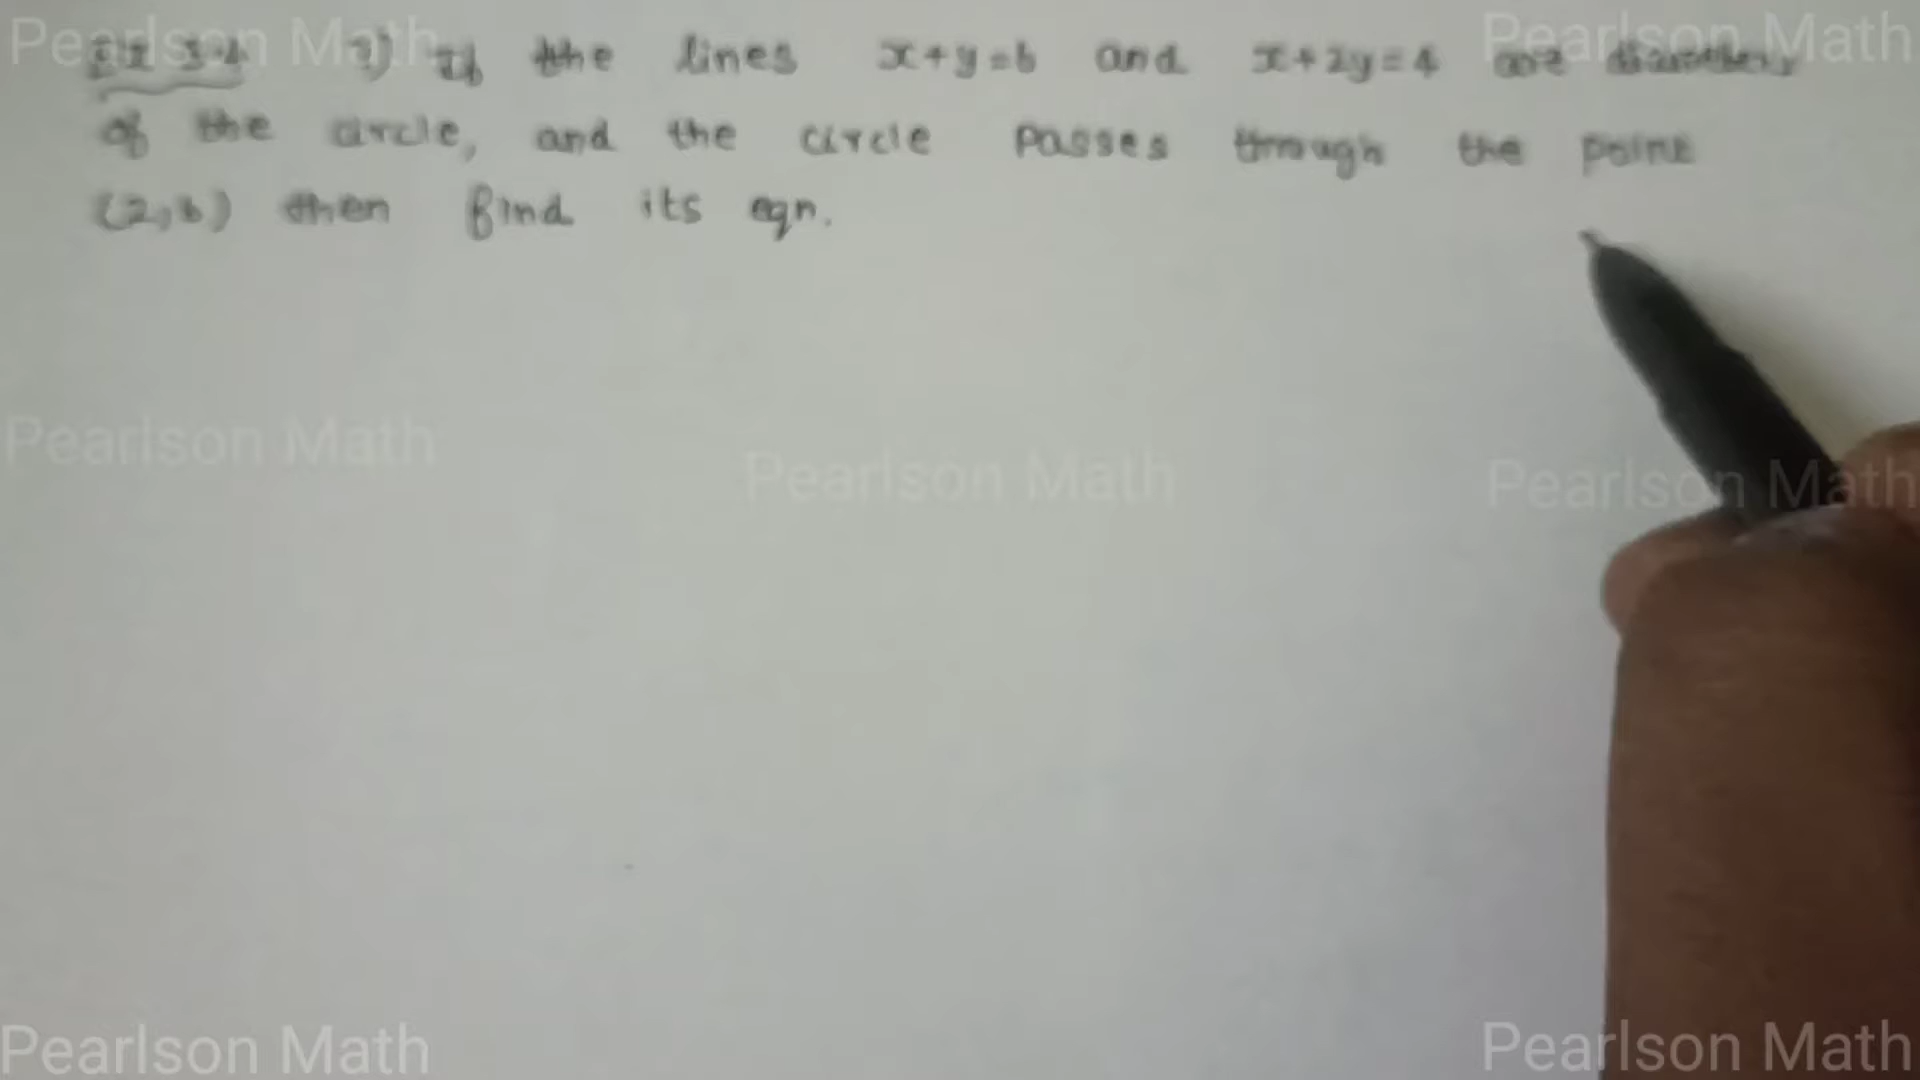 Pearlson Math Pearlson Math
Ex 3.4 3) If the lines x+y=6 and x+2y=4 are diameters
of the circle, and the circle passes through the point
(2,6) then find its eqn.
Pearlson Math Pearlson Math Pearlson Math
Pearlson Math Pearlson Math